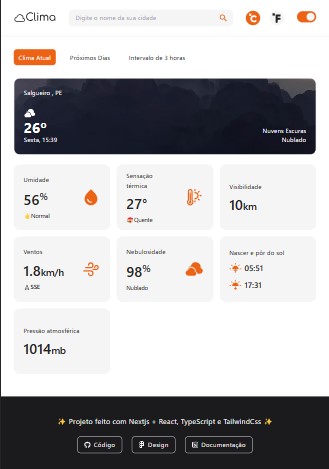 Clima
Digite o nome da sua cidade
°C
°F
Clima Atual
Próximos Dias
Intervalo de 3 horas
Salgueiro , PE
26°
Sexta, 15:39
Nuvens Escuras
Nublado
Umidade
56%
Normal
Sensação
térmica
27°
Quente
Visibilidade
10km
Ventos
1.8km/h
SSE
Nebulosidade
98%
Nublado
Nascer e pôr do sol
05:51
17:31
Pressão atmosférica
1014mb
✨ Projeto feito com Nextjs + React, TypeScript e TailwindCss ✨
Código
Design
Documentação